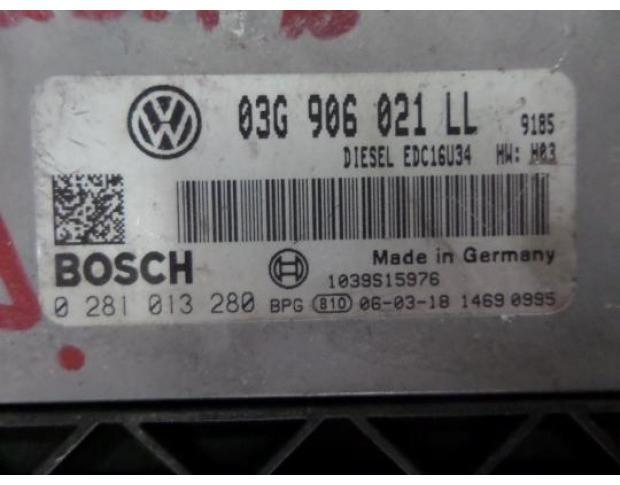 03G 906 021 LL 9185
DIESEL EDC16U34 HW: H03
BOSCH
Made in Germany
1039S15976
0 281 013 280 BPG 810 06-03-18 1469 0995